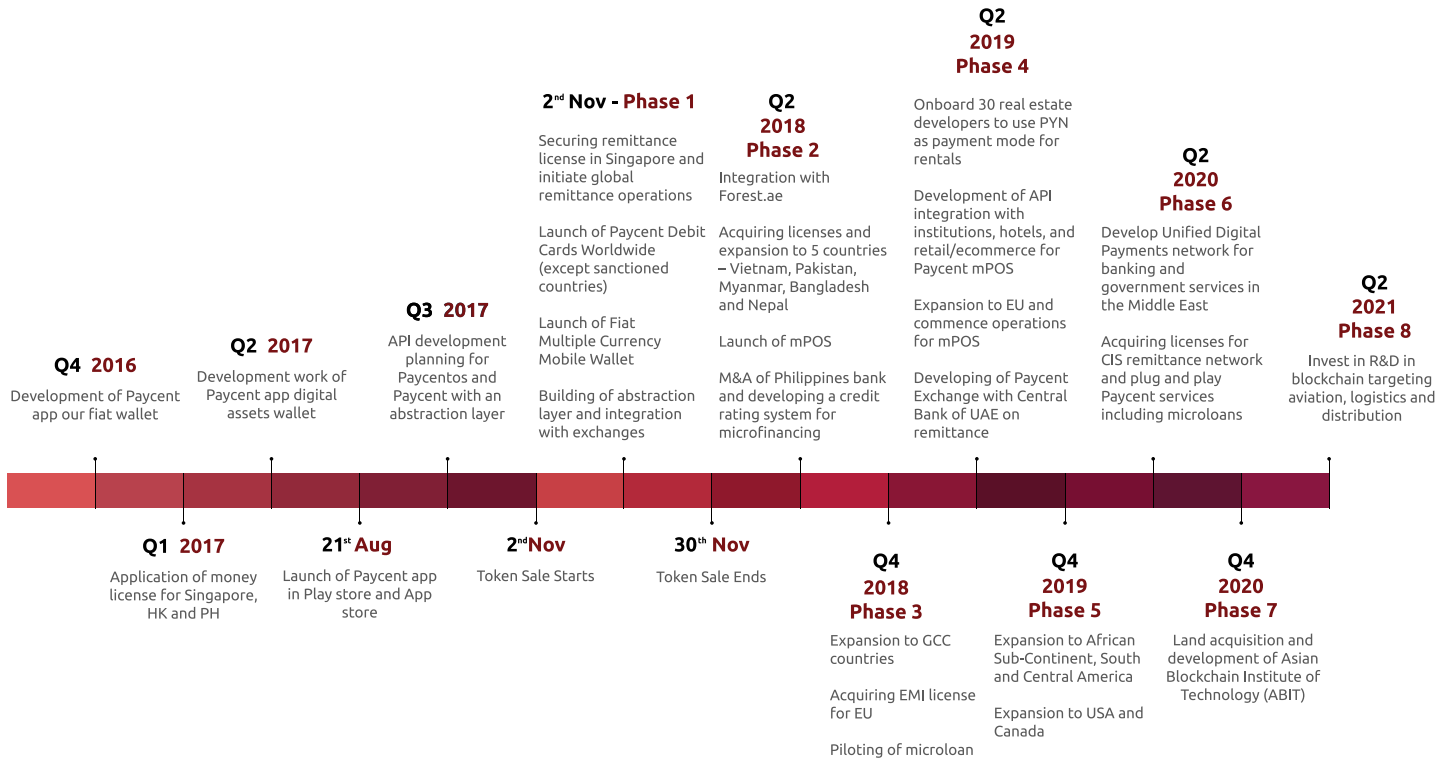 Q4 2016
Development of Paycent
app our fiat wallet
Q2 2017
Development work of
Paycent app digital
assets wallet
Q3 2017
API development
planning for
Paycentos and
Paycent with an
abstraction layer
2nd Nov - Phase 1
Securing remittance
license in Singapore and
initiate global
remittance operations
Launch of Paycent Debit
Cards Worldwide
(except sanctioned
countries)
Launch of Fiat
Multiple Currency
Mobile Wallet
Building of abstraction
layer and integration
with exchanges
Q2
2018
Phase 2
Integration with
Forest.ae
Acquiring licenses and
expansion to 5 countries
– Vietnam, Pakistan,
Myanmar, Bangladesh
and Nepal
Launch of mPOS
M&A of Philippines bank
and developing a credit
rating system for
microfinancing
Q2
2019
Phase 4
Onboard 30 real estate
developers to use PYN
as payment mode for
rentals
Development of API
integration with
institutions, hotels, and
retail/ecommerce for
Paycent mPOS
Expansion to EU and
commence operations
for mPOS
Developing of Paycent
Exchange with Central
Bank of UAE on
remittance
Q2
2020
Phase 6
Develop Unified Digital
Payments network for
banking and
government services in
the Middle East
Acquiring licenses for
CIS remittance network
and plug and play
Paycent services
including microloans
Q2
2021
Phase 8
Invest in R&D in
blockchain targeting
aviation, logistics and
distribution
Q1 2017
Application of money
license for Singapore,
HK and PH
21st Aug
Launch of Paycent app
in Play store and App
store
2nd Nov
Token Sale Starts
30th Nov
Token Sale Ends
Q4
2018
Phase 3
Expansion to GCC
countries
Acquiring EMI license
for EU
Piloting of microloan
Q4
2019
Phase 5
Expansion to African
Sub-Continent, South
and Central America
Expansion to USA and
Canada
Q4
2020
Phase 7
Land acquisition and
development of Asian
Blockchain Institute of
Technology (ABIT)